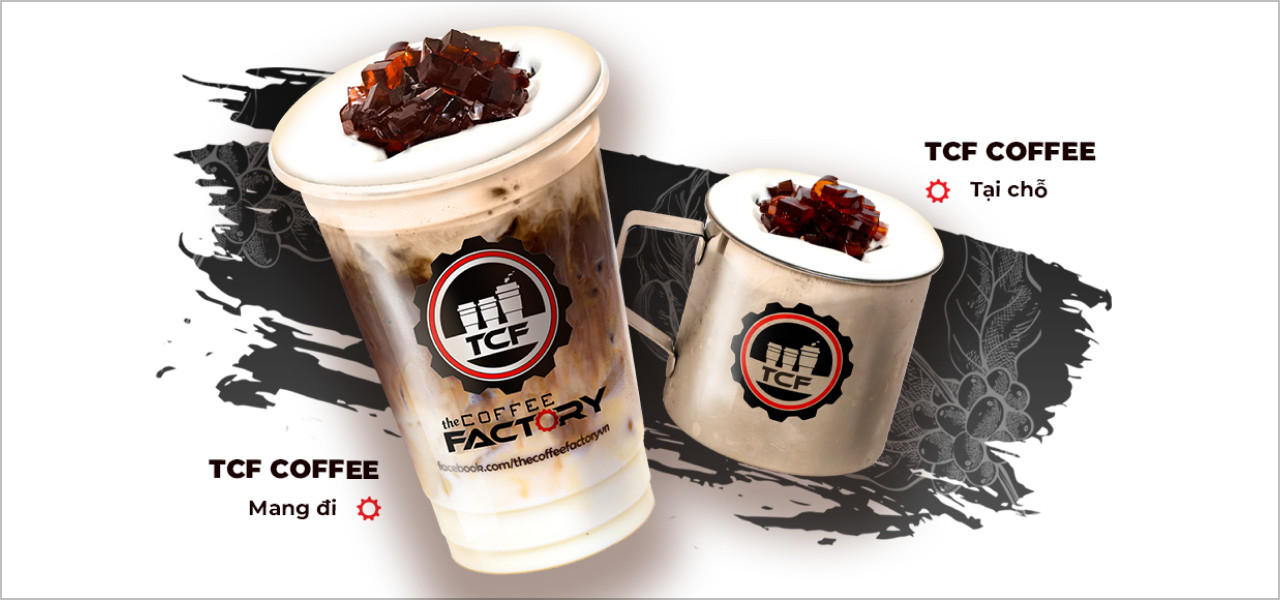 TCF
the COFFEE
FACTORY
facebook.com/thecoffeefactoryvn
TCF COFFEE
Mang đi
TCF
TCF COFFEE
Tại chỗ